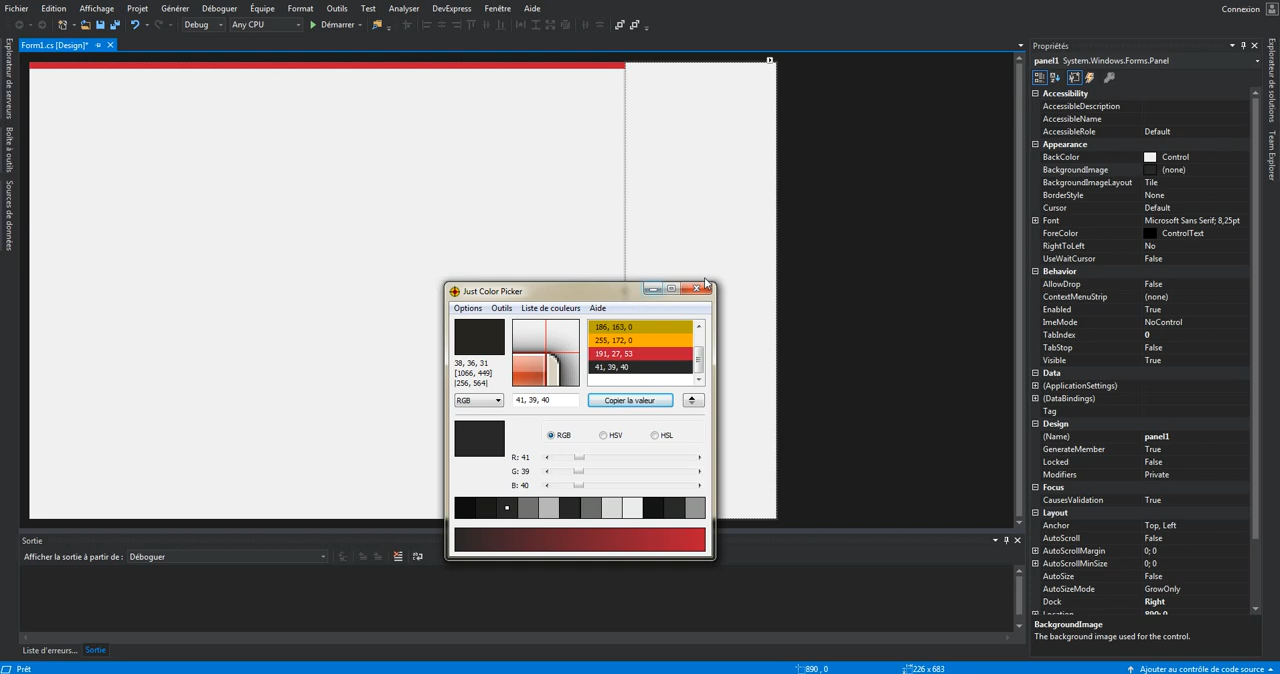 Fichier Edition Affichage Projet Générer Déboguer Équipe Format Outils Test Analyser DevExpress Fenêtre Aide Connexion
Debug Any CPU Démarrer
Form1.cs [Design]*
Explorateur de serveurs
Boîte à outils
Sources de données
Propriétés
panel1 System.Windows.Forms.Panel
Accessibility
AccessibleDescription
AccessibleName
AccessibleRole Default
Appearance
BackColor Control
BackgroundImage (none)
BackgroundImageLayout Tile
BorderStyle None
Cursor Default
Font Microsoft Sans Serif; 8,25pt
ForeColor ControlText
RightToLeft No
UseWaitCursor False
Behavior
AllowDrop False
ContextMenuStrip (none)
Enabled True
ImeMode NoControl
TabIndex 0
TabStop False
Visible True
Data
(ApplicationSettings)
(DataBindings)
Tag
Design
(Name) panel1
GenerateMember True
Locked False
Modifiers Private
Focus
CausesValidation True
Layout
Anchor Top, Left
AutoScroll False
AutoScrollMargin 0; 0
AutoScrollMinSize 0; 0
AutoSize False
AutoSizeMode GrowOnly
Dock Right
Location 890; 0
BackgroundImage
The background image used for the control.
Explorateur de solutions
Team Explorer
Just Color Picker
Options Outils Liste de couleurs Aide
186, 163, 0
255, 172, 0
191, 27, 53
41, 39, 40
38, 36, 31
[1066, 449]
|256, 564|
RGB 41, 39, 40 Copier la valeur
RGB HSV HSL
R: 41
G: 39
B: 40
Sortie
Afficher la sortie à partir de : Déboguer
Liste d'erreurs... Sortie
Prêt 890 , 0 226 x 683 Ajouter au contrôle de code source